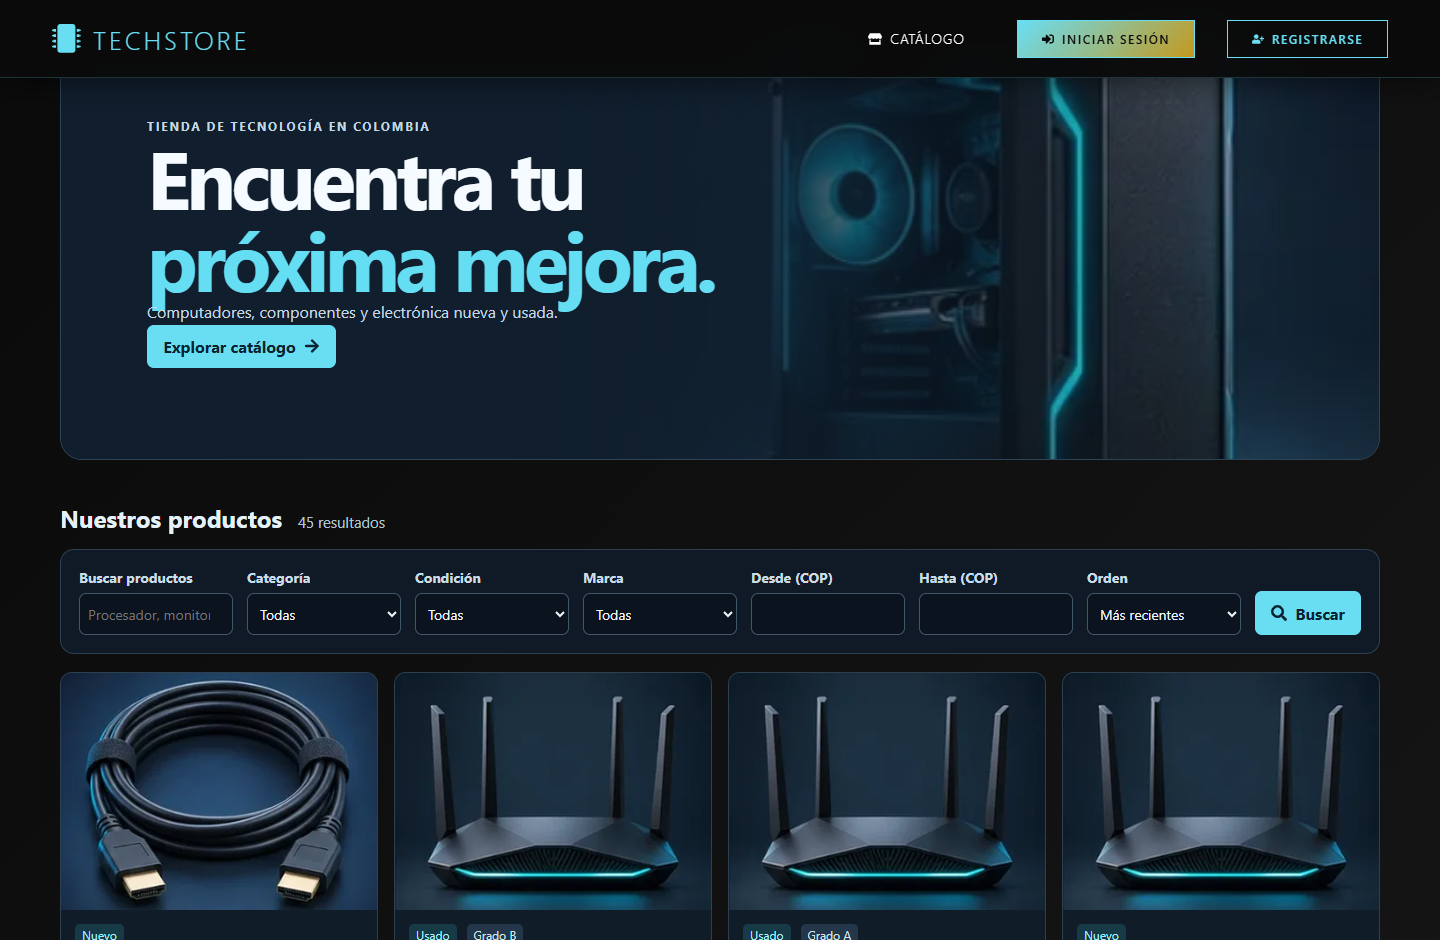 TECHSTORE
CATÁLOGO
INICIAR SESIÓN
REGISTRARSE
TIENDA DE TECNOLOGÍA EN COLOMBIA
Encuentra tu
próxima mejora.
Computadores, componentes y electrónica nueva y usada.
Explorar catálogo
Nuestros productos 45 resultados
Buscar productos Categoría Condición Marca Desde (COP) Hasta (COP) Orden
Procesador, monitor Todas Todas Todas Más recientes Buscar
Nuevo Usado Grado B Usado Grado A Nuevo